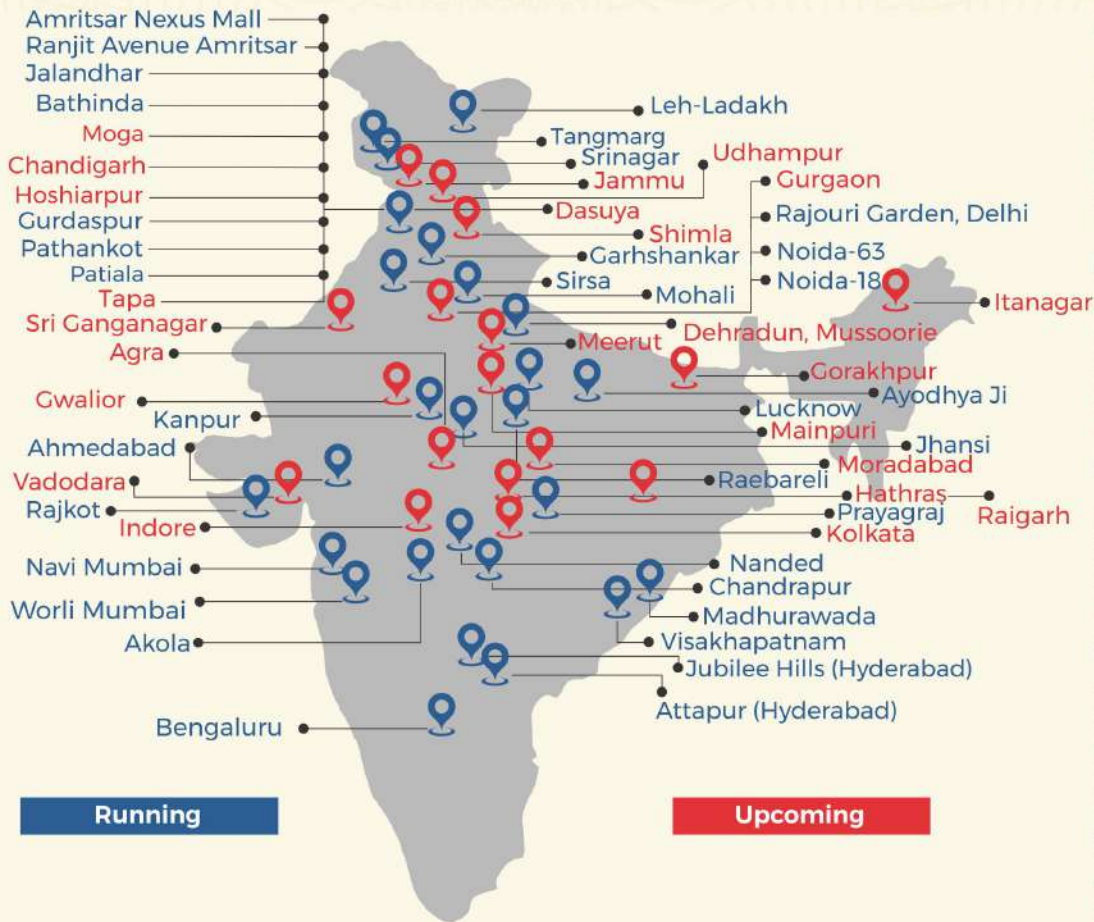 Amritsar Nexus Mall
Ranjit Avenue Amritsar
Jalandhar
Bathinda
Moga
Chandigarh
Hoshiarpur
Gurdaspur
Pathankot
Patiala
Tapa
Sri Ganganagar
Agra
Gwalior
Kanpur
Ahmedabad
Vadodara
Rajkot
Indore
Navi Mumbai
Worli Mumbai
Akola
Bengaluru
Leh-Ladakh
Tangmarg
Srinagar
Udhampur
Jammu
Gurgaon
Dasuya
Rajouri Garden, Delhi
Shimla
Garhshankar
Noida-63
Sirsa
Noida-18
Mohali
Itanagar
Dehradun, Mussoorie
Meerut
Gorakhpur
Ayodhya Ji
Lucknow
Mainpuri
Jhansi
Moradabad
Raebareli
Hathras
Prayagraj
Raigarh
Kolkata
Nanded
Chandrapur
Madhurawada
Visakhapatnam
Jubilee Hills (Hyderabad)
Attapur (Hyderabad)
Running
Upcoming